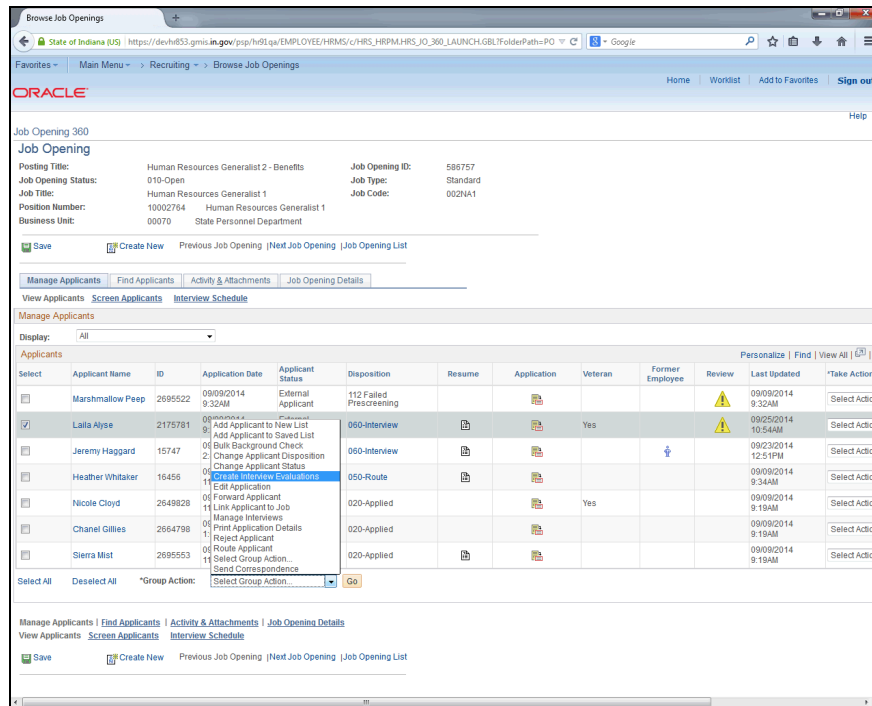 Browse Job Openings
State of Indiana (US) https://devhr853.gmis.in.gov/psp/hr91qa/EMPLOYEE/HRMS/c/HRS_HRPM.HRS_JO_360_LAUNCH.GBL?FolderPath=PO Google
Favorites Main Menu > Recruiting > Browse Job Openings
Home Worklist Add to Favorites Sign out
ORACLE
Help
Job Opening 360
Job Opening
Posting Title: Human Resources Generalist 2 - Benefits Job Opening ID: 586757
Job Opening Status: 010-Open Job Type: Standard
Job Title: Human Resources Generalist 1 Job Code: 002NA1
Position Number: 10002764 Human Resources Generalist 1
Business Unit: 00070 State Personnel Department
Save Create New Previous Job Opening | Next Job Opening | Job Opening List
Manage Applicants Find Applicants Activity & Attachments Job Opening Details
View Applicants Screen Applicants Interview Schedule
Manage Applicants
Display: All
Applicants Personalize | Find | View All |
Select Applicant Name ID Application Date Applicant Status Disposition Resume Application Veteran Former Employee Review Last Updated *Take Action
Marshmallow Peep 2695522 09/09/2014 9:32AM External Applicant 112 Failed Prescreening 09/09/2014 9:32AM Select Actio
Laila Alyse 2175781 060-Interview Yes 09/25/2014 10:54AM Select Actio
Jeremy Haggard 15747 060-Interview 09/23/2014 12:51PM Select Actio
Heather Whitaker 16456 050-Route 09/09/2014 9:34AM Select Actio
Nicole Cloyd 2649828 020-Applied Yes 09/09/2014 9:19AM Select Actio
Chanel Gillies 2664798 020-Applied 09/09/2014 9:19AM Select Actio
Sierra Mist 2695553 020-Applied 09/09/2014 9:19AM Select Actio
Add Applicant to New List
Add Applicant to Saved List
Bulk Background Check
Change Applicant Disposition
Change Applicant Status
Create Interview Evaluations
Edit Application
Forward Applicant
Link Applicant to Job
Manage Interviews
Print Application Details
Reject Applicant
Route Applicant
Select Group Action...
Send Correspondence
Select All Deselect All *Group Action: Select Group Action... Go
Manage Applicants | Find Applicants | Activity & Attachments | Job Opening Details
View Applicants Screen Applicants Interview Schedule
Save Create New Previous Job Opening | Next Job Opening | Job Opening List